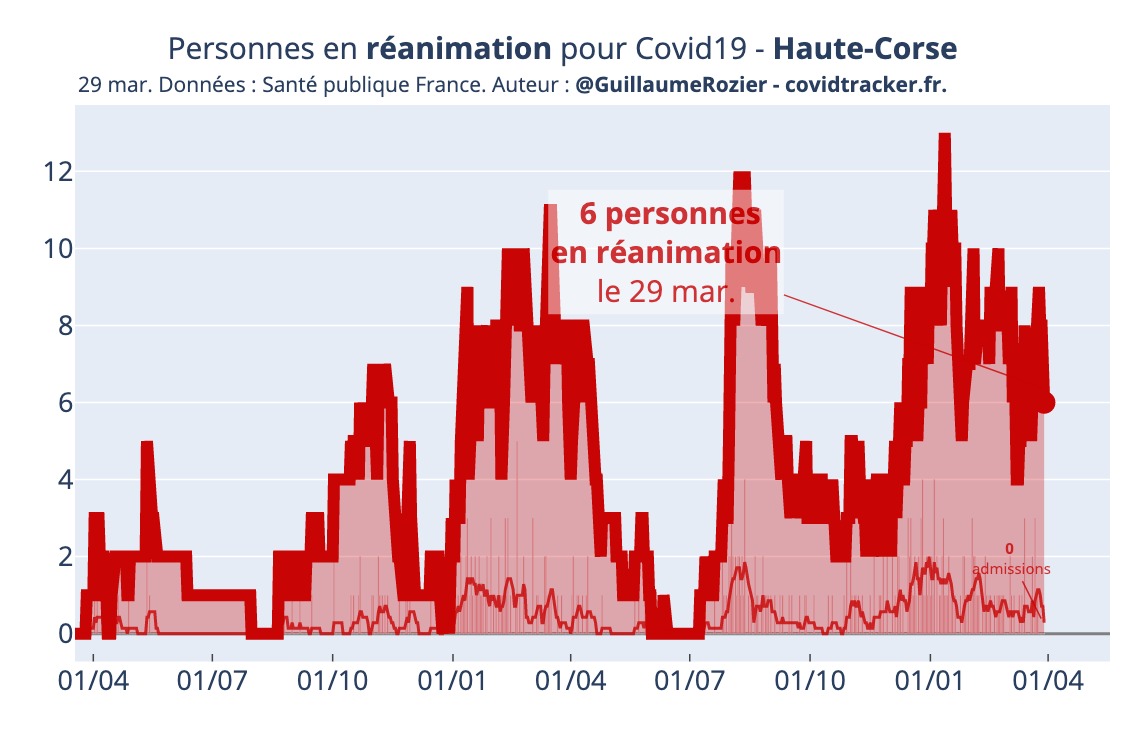 Personnes en réanimation pour Covid19 - Haute-Corse
29 mar. Données : Santé publique France. Auteur : @GuillaumeRozier - covidtracker.fr.
12
10
8
6
4
2
0
6 personnes
en réanimation
le 29 mar.
0
admissions
01/04
01/07
01/10
01/01
01/04
01/07
01/10
01/01
01/04